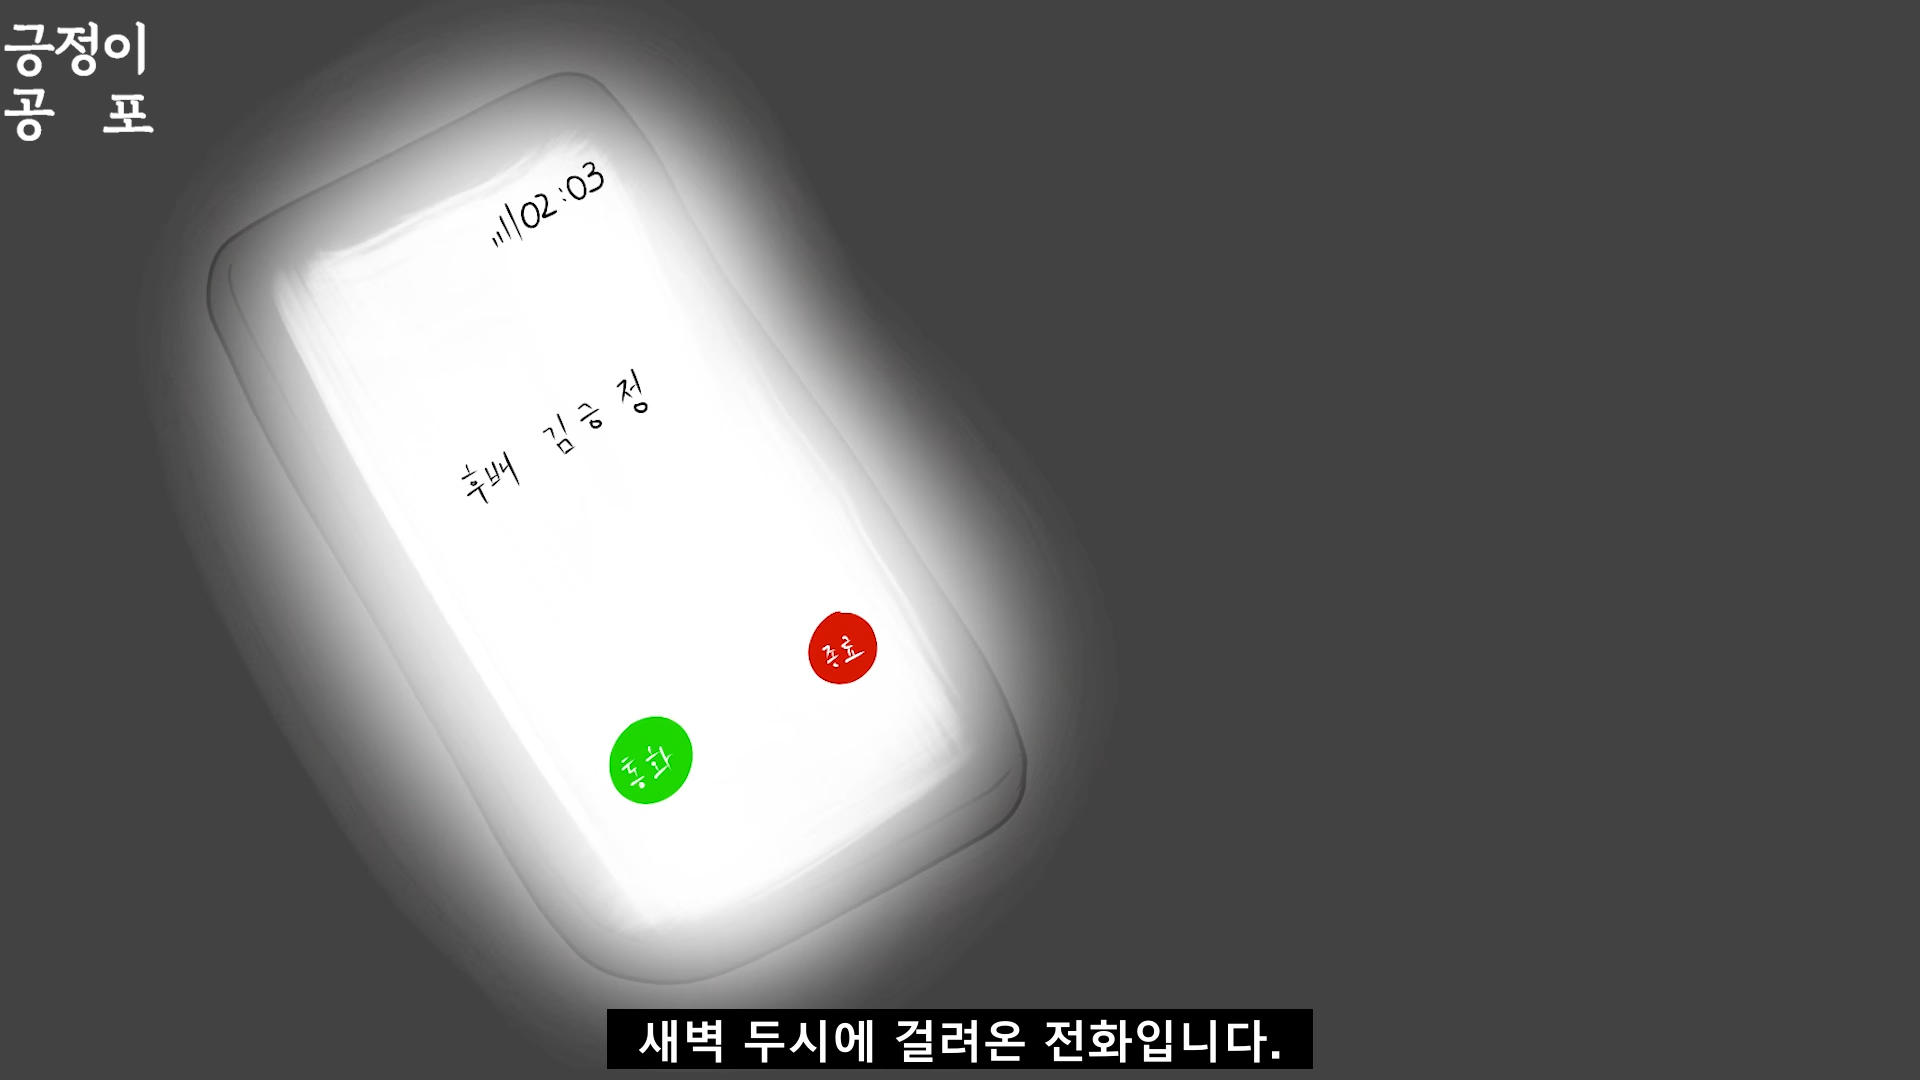 긍정이
공 포
02:03
후배 김긍정
종료
통화
새벽 두시에 걸려온 전화입니다.